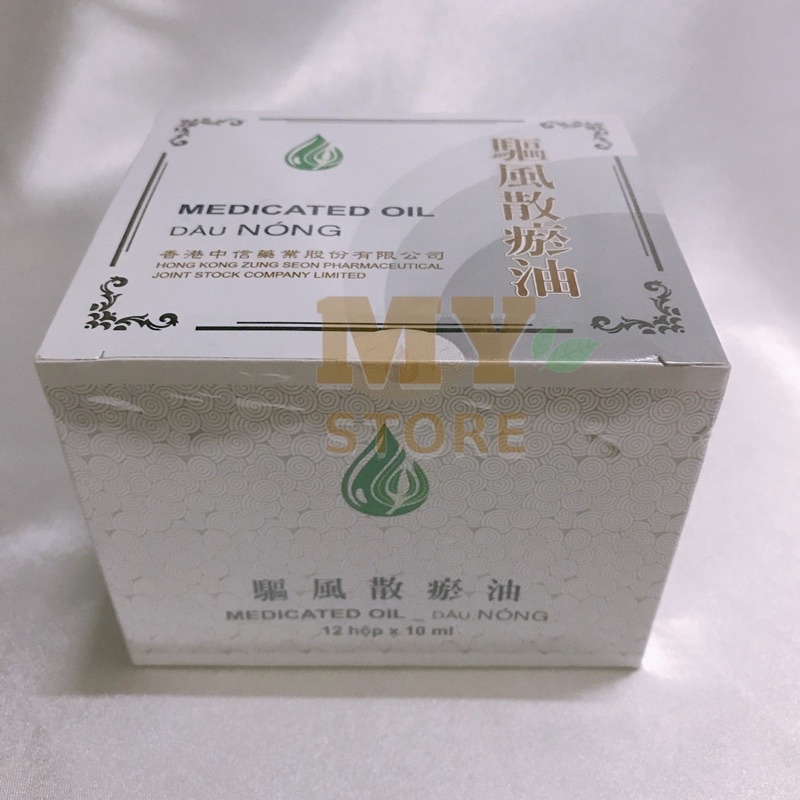 驅風散瘀油
MEDICATED OIL
DẦU NÓNG
香港中信藥業股份有限公司
HONG KONG ZUNG SEON PHARMACEUTICAL
JOINT STOCK COMPANY LIMITED
MY
STORE
驅風散瘀油
MEDICATED OIL _ DẦU NÓNG
12 hộp x 10 ml